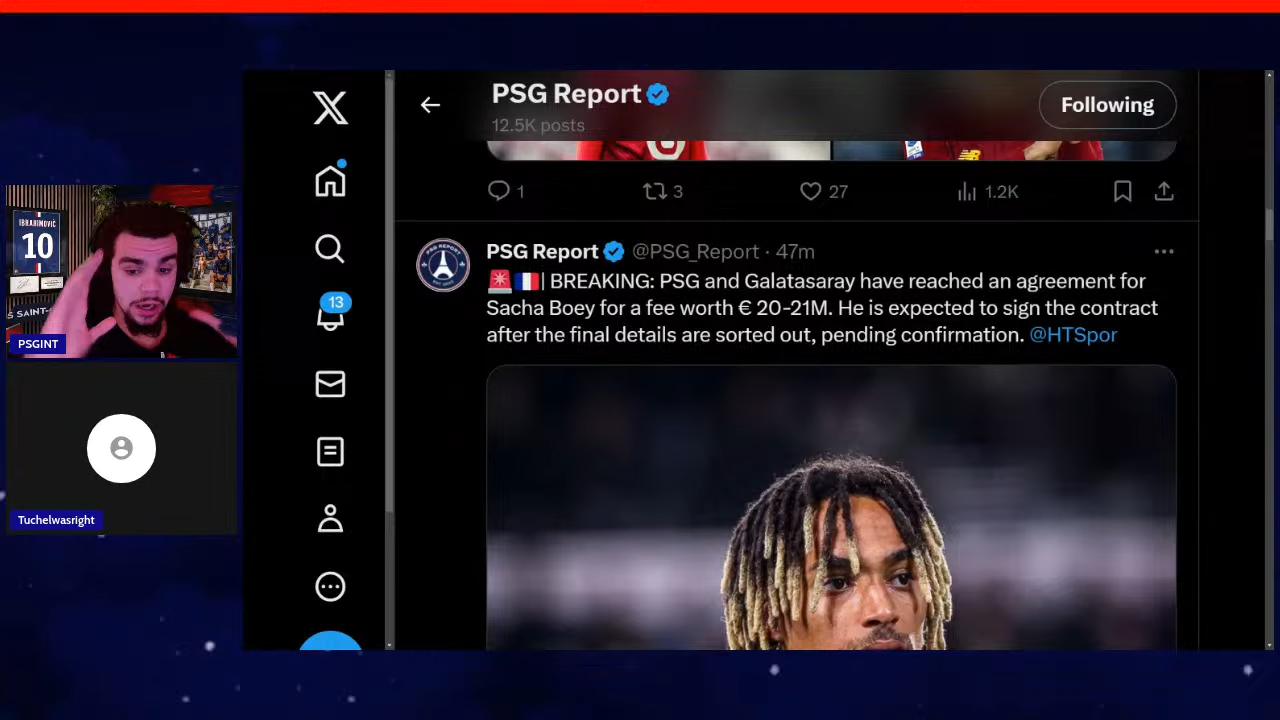 PSG Report
12.5K posts
Following
1
3
27
1.2K
PSG Report @PSG_Report · 47m
| BREAKING: PSG and Galatasaray have reached an agreement for
Sacha Boey for a fee worth € 20-21M. He is expected to sign the contract
after the final details are sorted out, pending confirmation. @HTSpor
13
IBRAHIMOVIC
10
S SAINT-
PSGINT
Tuchelwasright